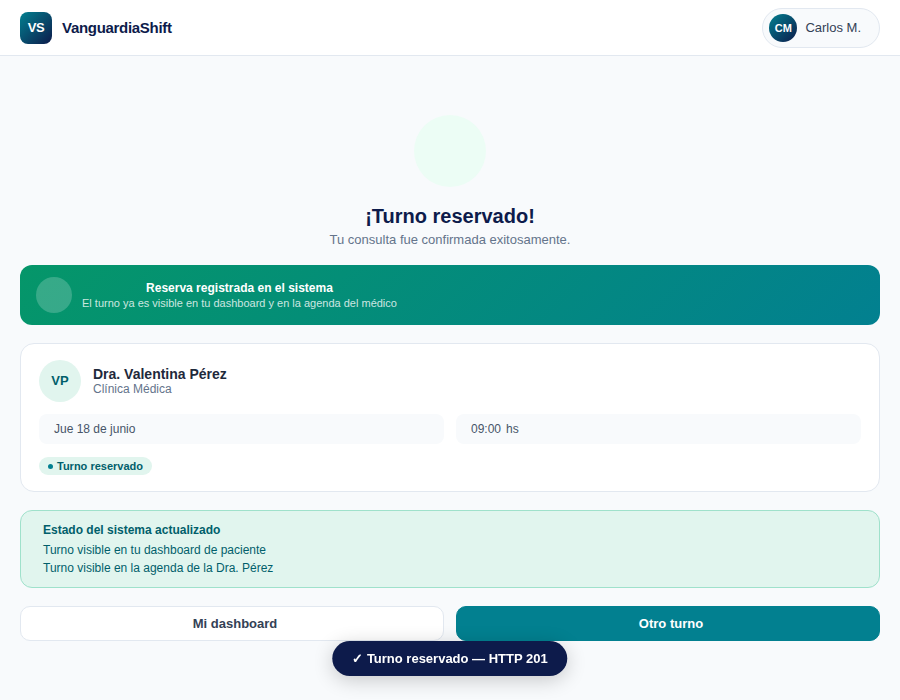 VS VanguardiaShift
CM Carlos M.
¡Turno reservado!
Tu consulta fue confirmada exitosamente.
Reserva registrada en el sistema
El turno ya es visible en tu dashboard y en la agenda del médico
VP
Dra. Valentina Pérez
Clínica Médica
Jue 18 de junio
09:00 hs
Turno reservado
Estado del sistema actualizado
Turno visible en tu dashboard de paciente
Turno visible en la agenda de la Dra. Pérez
Mi dashboard
Otro turno
✓ Turno reservado — HTTP 201